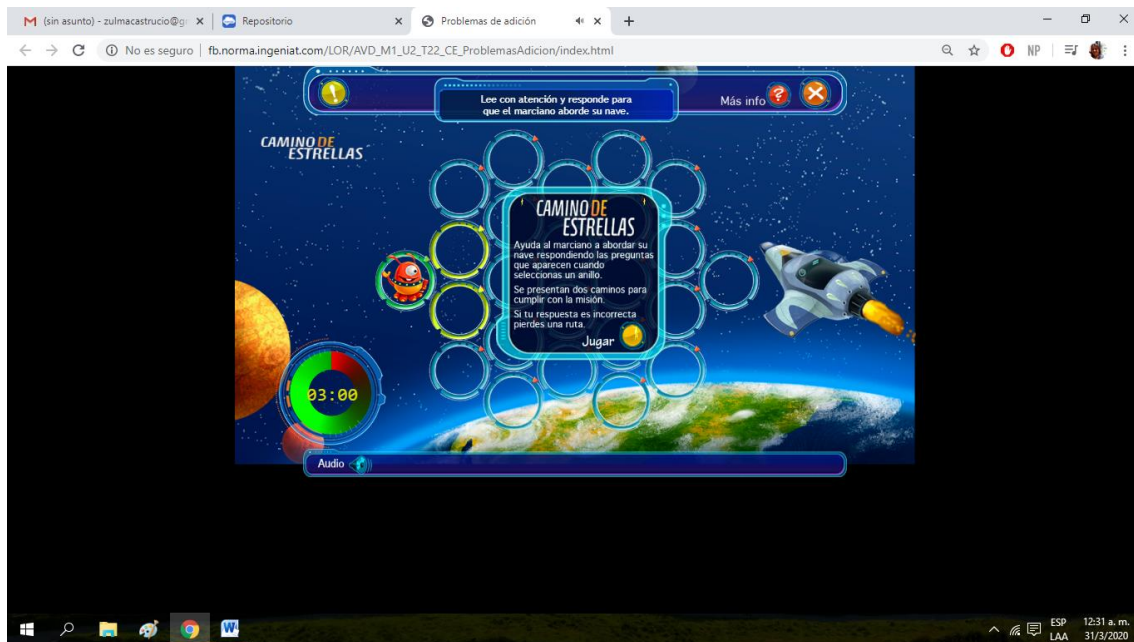 (sin asunto) - zulmacastrucio@g
Repositorio
Problemas de adición
No es seguro
fb.norma.ingeniat.com/LOR/AVD_M1_U2_T22_CE_ProblemasAdicion/index.html
NP
Lee con atención y responde para
que el marciano aborde su nave.
Más info
CAMINO DE
ESTRELLAS
CAMINO DE
ESTRELLAS
Ayuda al marciano a abordar su
nave respondiendo las preguntas
que aparecen cuando
seleccionas un anillo.
Se presentan dos caminos para
cumplir con la misión.
Si tu respuesta es incorrecta
pierdes una ruta.
Jugar
03:00
Audio
ESP
LAA
12:31 a. m.
31/3/2020